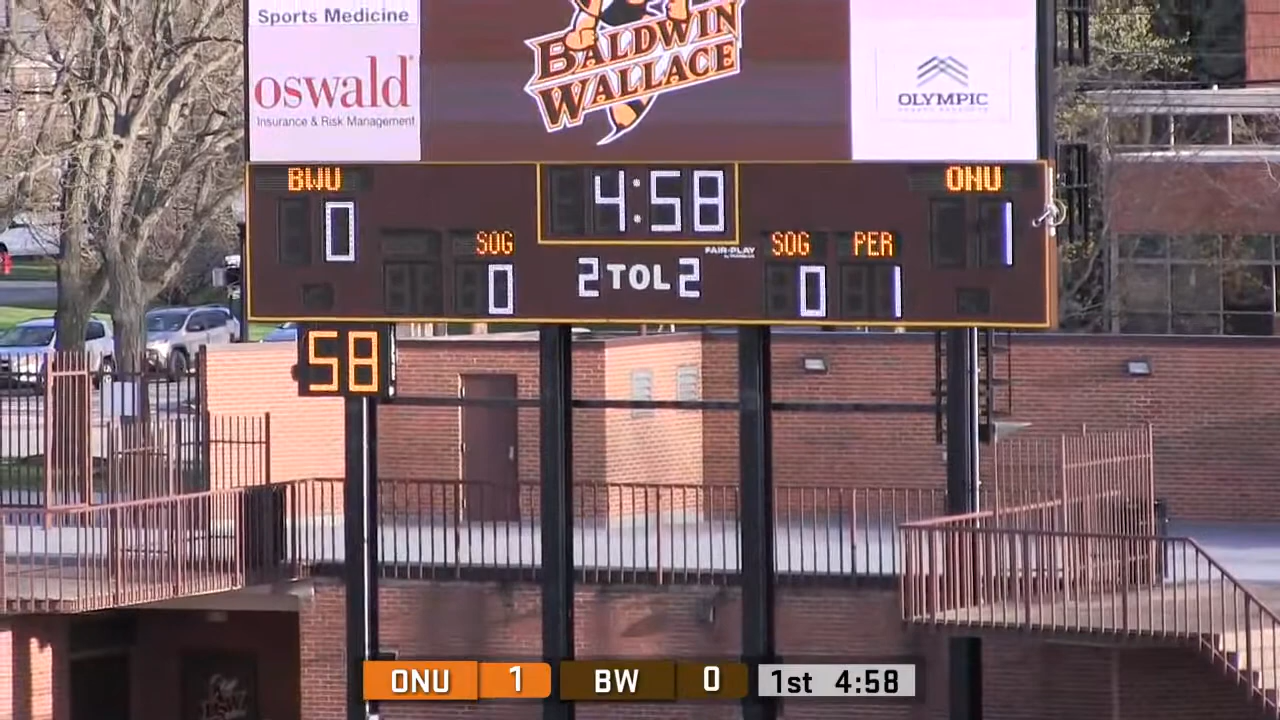 Sports Medicine
oswald
Insurance & Risk Management
BALDWIN
WALLACE
OLYMPIC
BWU
0
4:58
ONU
1
SOG
0
FAIR-PLAY
2 TOL 2
SOG
0
PER
1
58
ONU 1 BW 0 1st 4:58